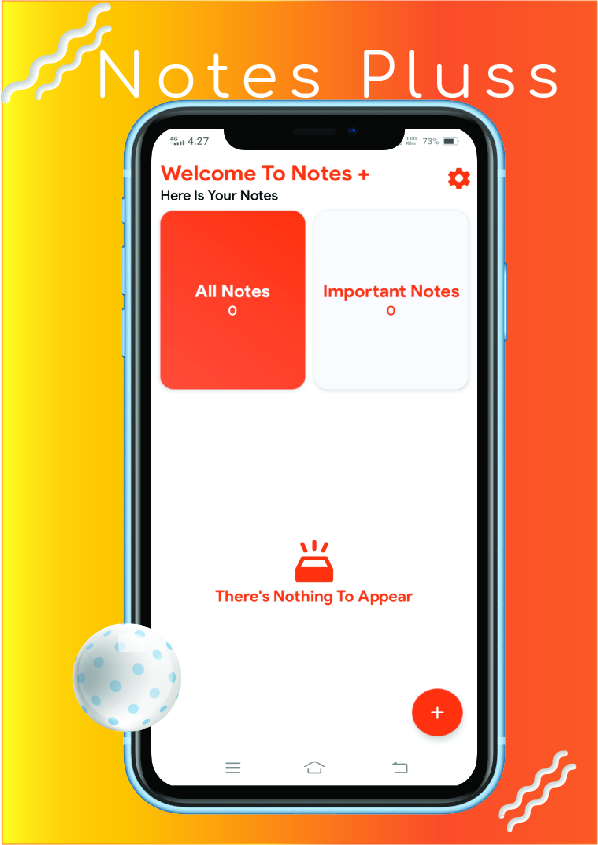 Notes Pluss
4G 4:27 73%
Welcome To Notes +
Here Is Your Notes
All Notes Important Notes
0 0
There's Nothing To Appear
+